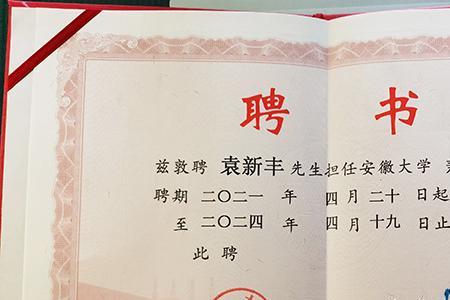 聘书
兹敦聘 袁新丰 先生担任安徽大学
聘期 二〇二一 年 四 月 二十 日起
至 二〇二四 年 四 月 十九 日止
此聘